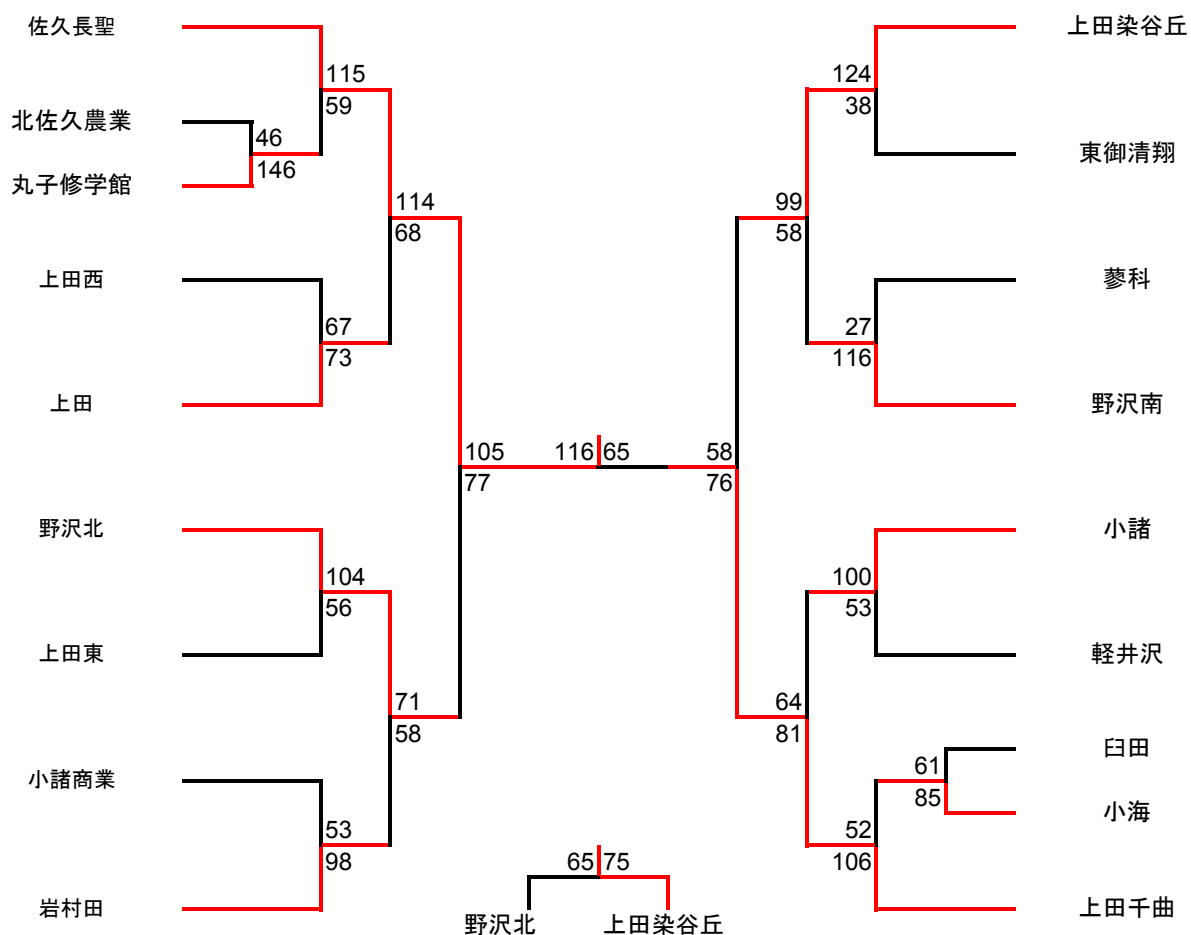 佐久長聖
上田染谷丘
115
124
59
38
北佐久農業
46
東御清翔
146
丸子修学館
114
99
68
58
上田西
蓼科
67
27
73
116
上田
野沢南
105
116 65
58
77
76
野沢北
小諸
104
100
56
53
上田東
軽井沢
71
64
58
81
臼田
61
小諸商業
85
小海
53
52
98
106
65 75
岩村田
上田千曲
野沢北
上田染谷丘